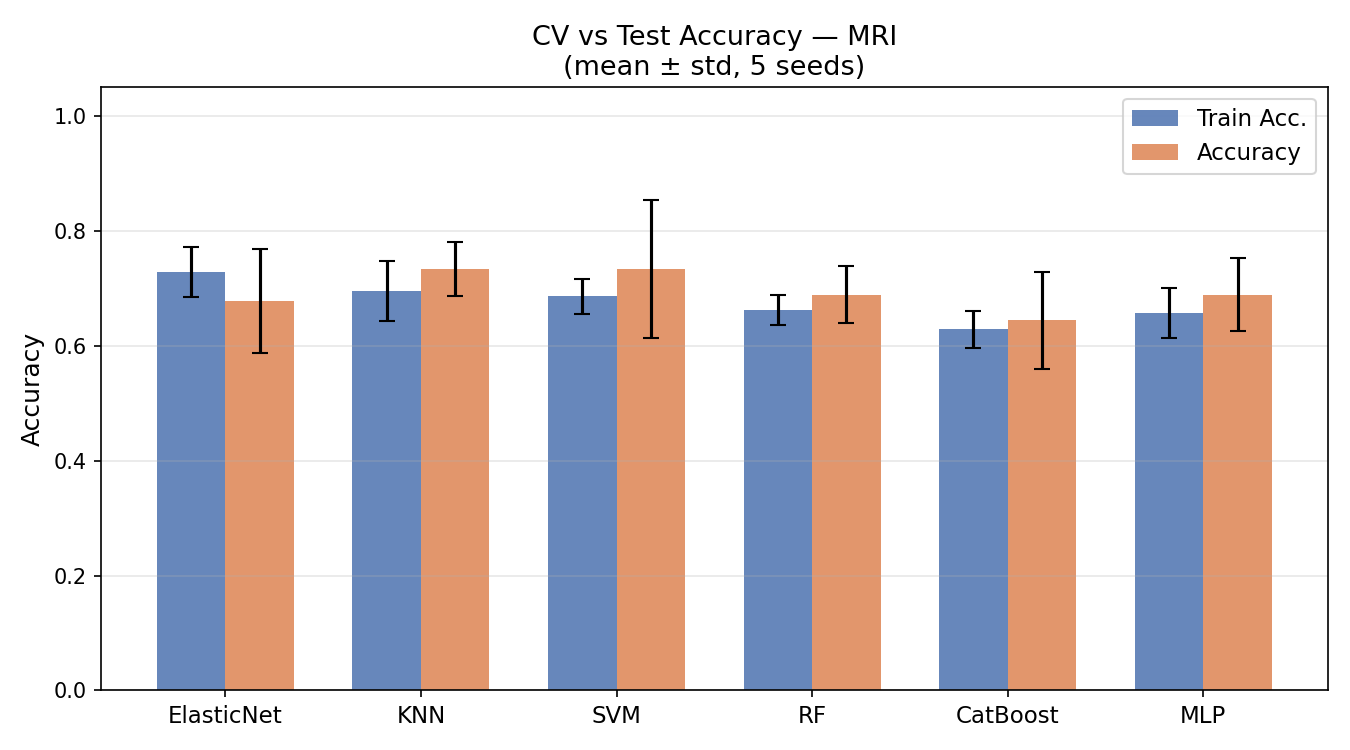 CV vs Test Accuracy — MRI
(mean ± std, 5 seeds)
Train Acc.
Accuracy
Accuracy
1.0
0.8
0.6
0.4
0.2
0.0
ElasticNet
KNN
SVM
RF
CatBoost
MLP